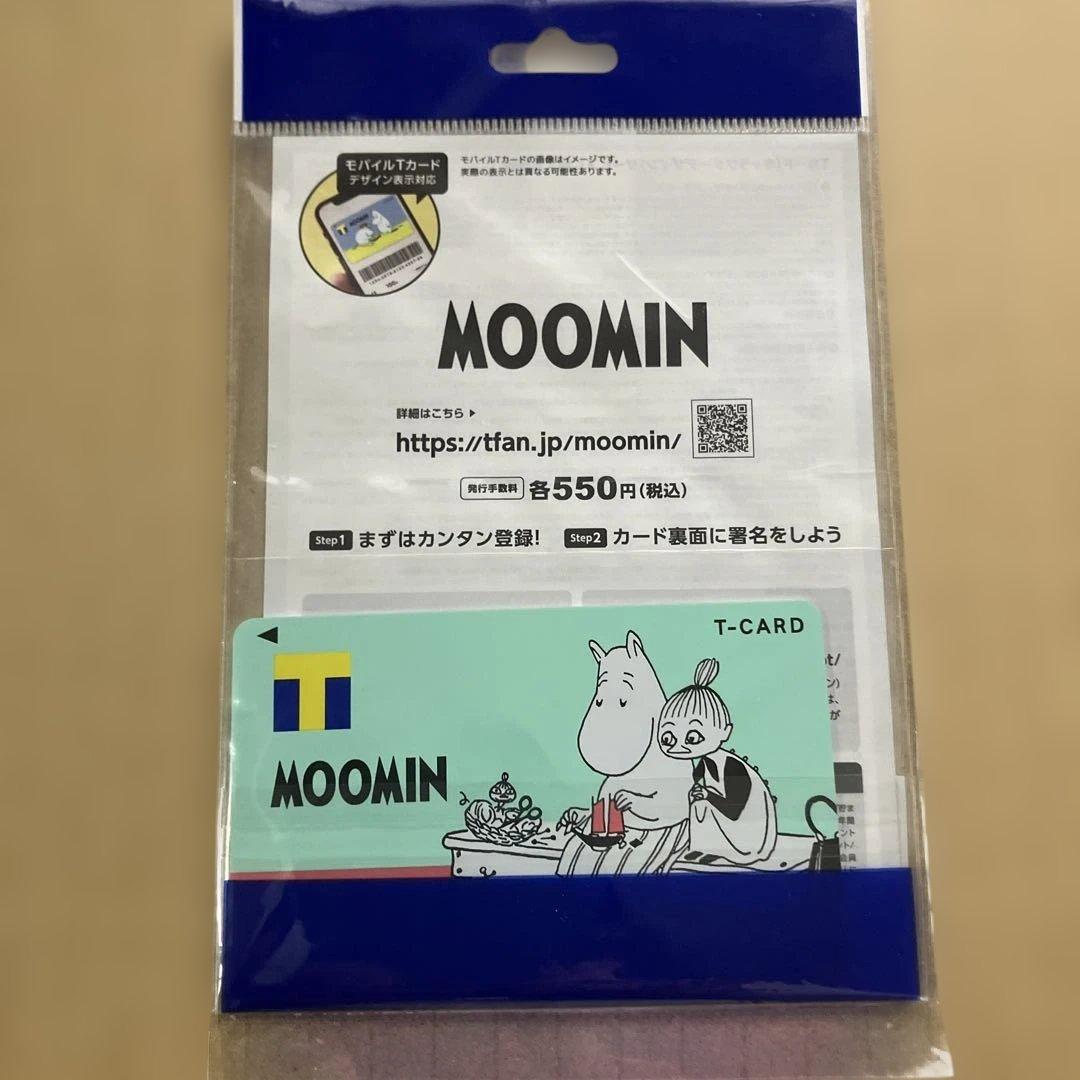 モバイルTカード
デザイン表示対応
モバイルTカードの画像はイメージです。
実際の表示とは異なる可能性あります。
MOOMIN
詳細はこちら ▶
https://tfan.jp/moomin/
発行手数料 各550円(税込)
Step1 まずはカンタン登録! Step2 カード裏面に署名をしよう
T-CARD
T
MOOMIN